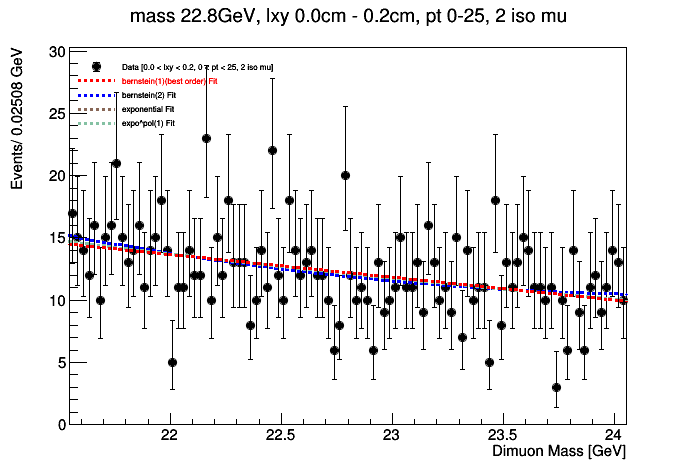 mass 22.8GeV, lxy 0.0cm - 0.2cm, pt 0-25, 2 iso mu
Events/ 0.02508 GeV
30
25
20
15
10
5
0
Data [0.0 < lxy < 0.2, 0 < pt < 25, 2 iso mu]
bernstein(1)(best order) Fit
bernstein(2) Fit
exponential Fit
expo*pol(1) Fit
22
22.5
23
23.5
24
Dimuon Mass [GeV]